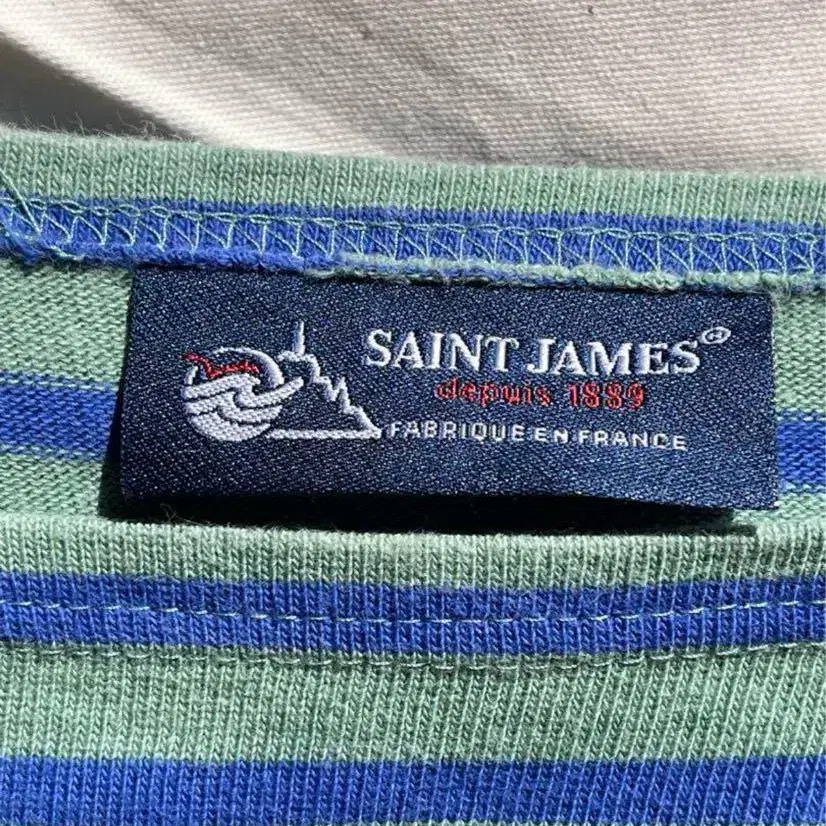 SAINT JAMES®
depuis 1889
FABRIQUE EN FRANCE